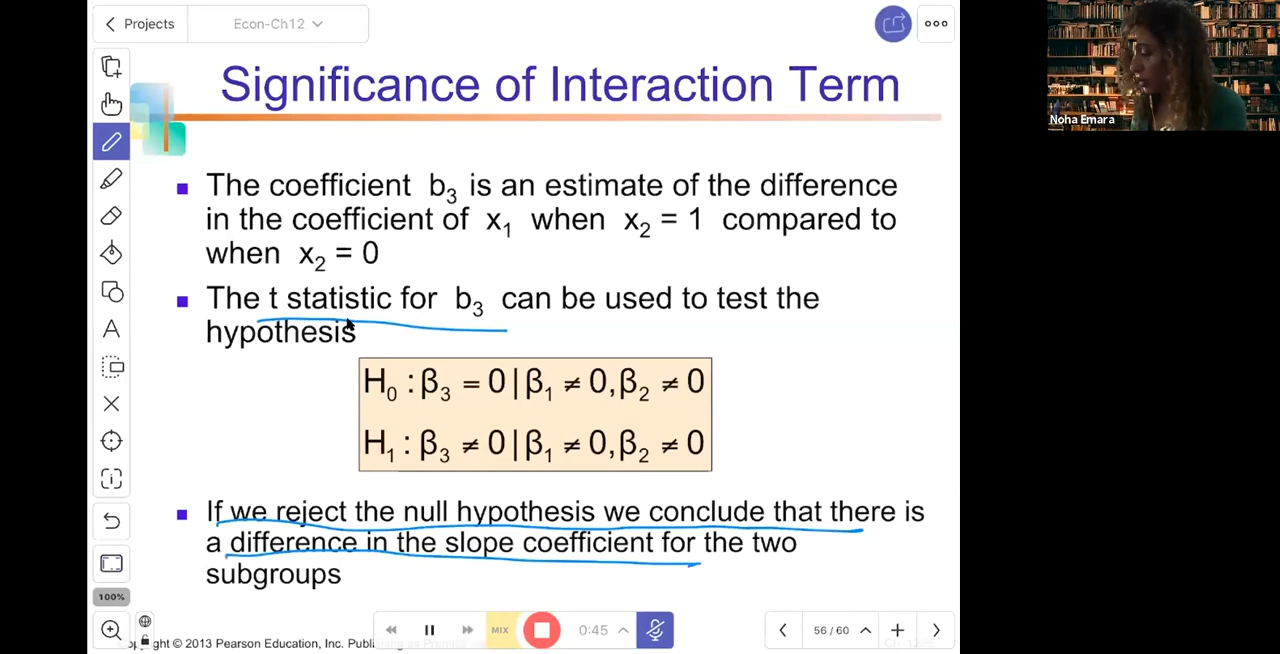 Projects
Econ-Ch12
Significance of Interaction Term
Noha Emara
The coefficient b₃ is an estimate of the difference
in the coefficient of x₁ when x₂ = 1 compared to
when x₂ = 0
The t statistic for b₃ can be used to test the
hypothesis
H₀ : β₃ = 0 | β₁ ≠ 0, β₂ ≠ 0
H₁ : β₃ ≠ 0 | β₁ ≠ 0, β₂ ≠ 0
If we reject the null hypothesis we conclude that there is
a difference in the slope coefficient for the two
subgroups
A
100%
MIX
0:45
56 / 60
ght © 2013 Pearson Education, Inc. Publi